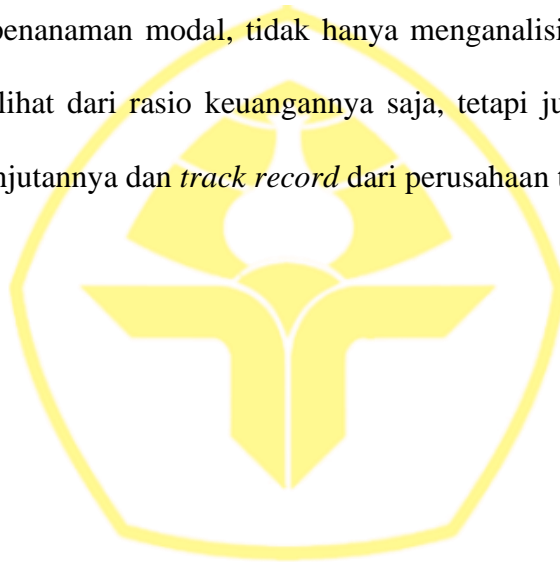 penanaman modal, tidak hanya menganalisi
lihat dari rasio keuangannya saja, tetapi ju
njutannya dan track record dari perusahaan t